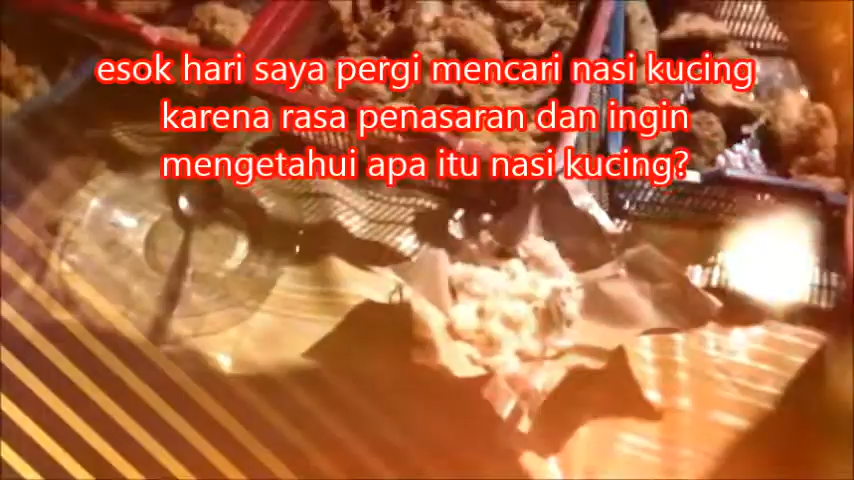 esok hari saya pergi mencari nasi kucing
karena rasa penasaran dan ingin
mengetahui apa itu nasi kucing?